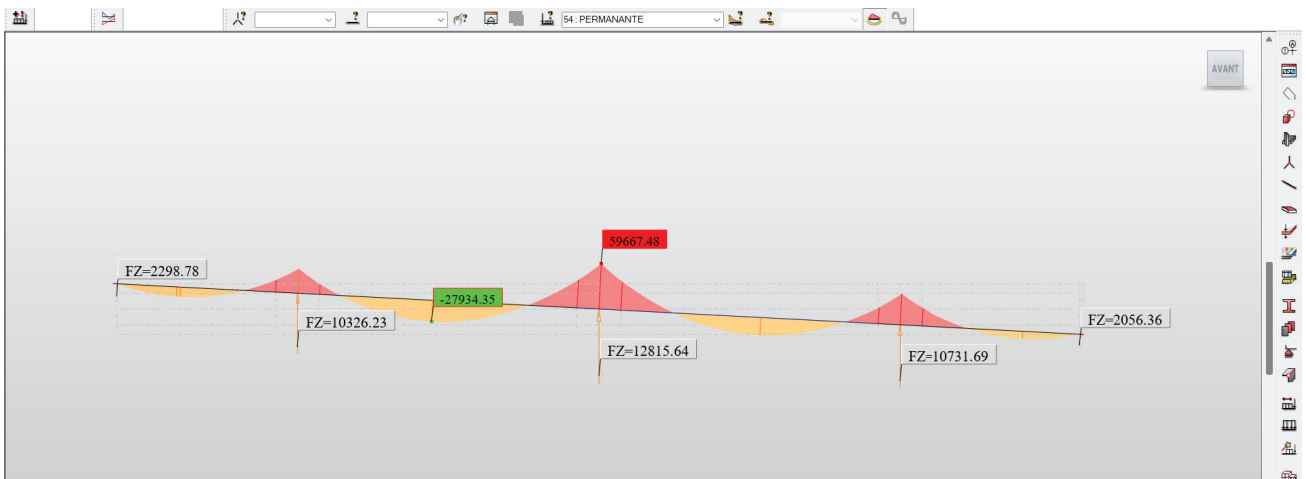 54 : PERMANANTE
AVANT
59667.48
FZ=2298.78
-27934.35
FZ=10326.23
FZ=2056.36
FZ=12815.64
FZ=10731.69